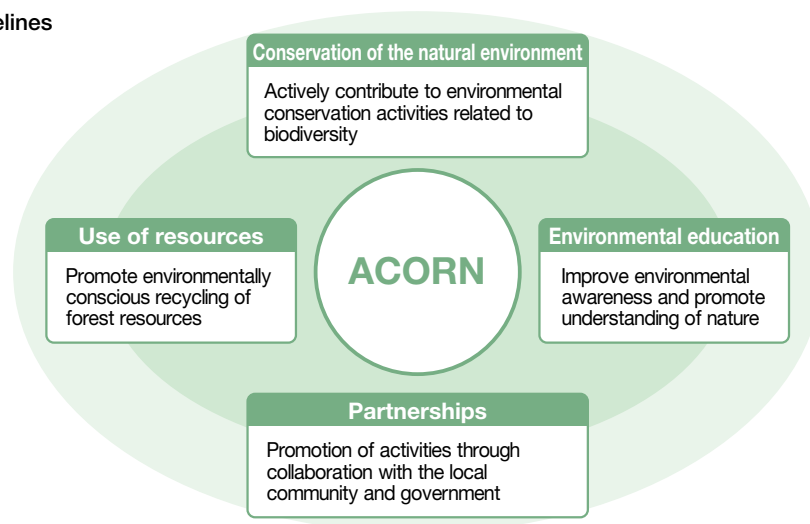 elines
Conservation of the natural environment
Actively contribute to environmental
conservation activities related to
biodiversity
Use of resources
Promote environmentally
conscious recycling of
forest resources
ACORN
Environmental education
Improve environmental
awareness and promote
understanding of nature
Partnerships
Promotion of activities through
collaboration with the local
community and government